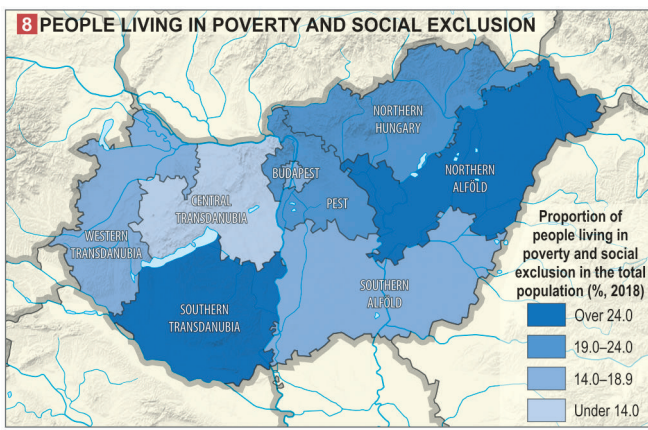 8 PEOPLE LIVING IN POVERTY AND SOCIAL EXCLUSION
NORTHERN
HUNGARY
BUDAPEST
NORTHERN
ALFÖLD
CENTRAL
TRANSDANUBIA
PEST
WESTERN
TRANSDANUBIA
SOUTHERN
ALFÖLD
SOUTHERN
TRANSDANUBIA
Proportion of
people living in
poverty and social
exclusion in the total
population (%, 2018)
Over 24.0
19.0–24.0
14.0–18.9
Under 14.0